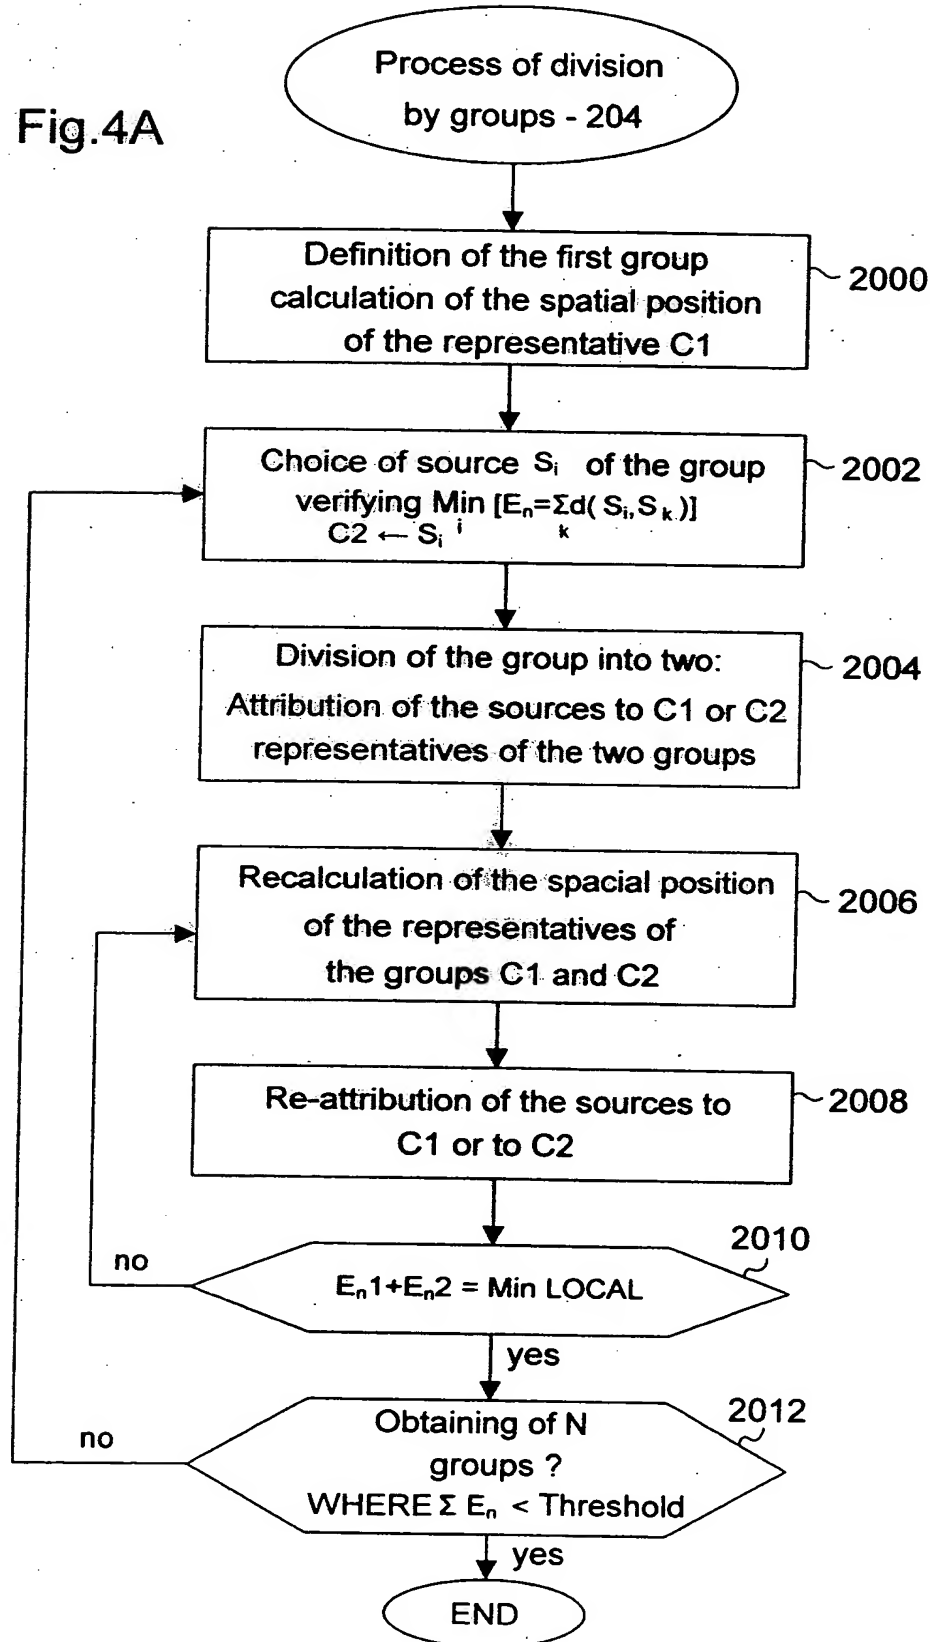 Fig.4A
Process of division
by groups - 204
Definition of the first group
calculation of the spatial position
of the representative C1
2000
Choice of source Si of the group
verifying Min [En=Σd( Si,Sk)]
i
k
C2 ← Si
2002
Division of the group into two:
Attribution of the sources to C1 or C2
representatives of the two groups
2004
Recalculation of the spacial position
of the representatives of
the groups C1 and C2
2006
Re-attribution of the sources to
C1 or to C2
2008
En1+En2 = Min LOCAL
2010
no
yes
Obtaining of N
groups ?
WHERE Σ En < Threshold
2012
no
yes
END